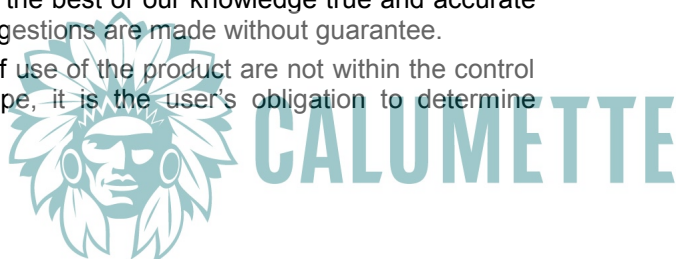 the best of our knowledge true and accurate
gestions are made without guarantee.
f use of the product are not within the control
pe, it is the user's obligation to determine
CALUMETTE